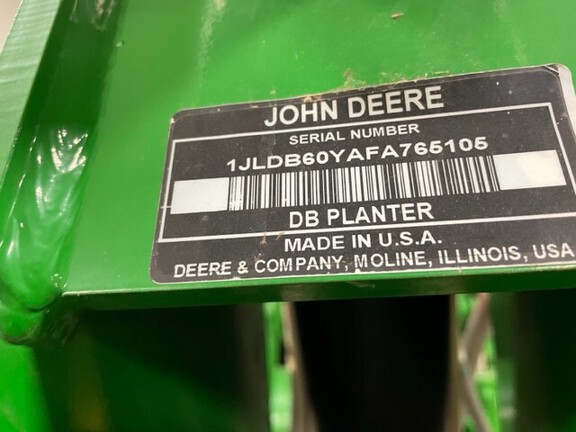 JOHN DEERE
SERIAL NUMBER
1JLDB60YAFA765105
DB PLANTER
MADE IN U.S.A.
DEERE & COMPANY, MOLINE, ILLINOIS, USA